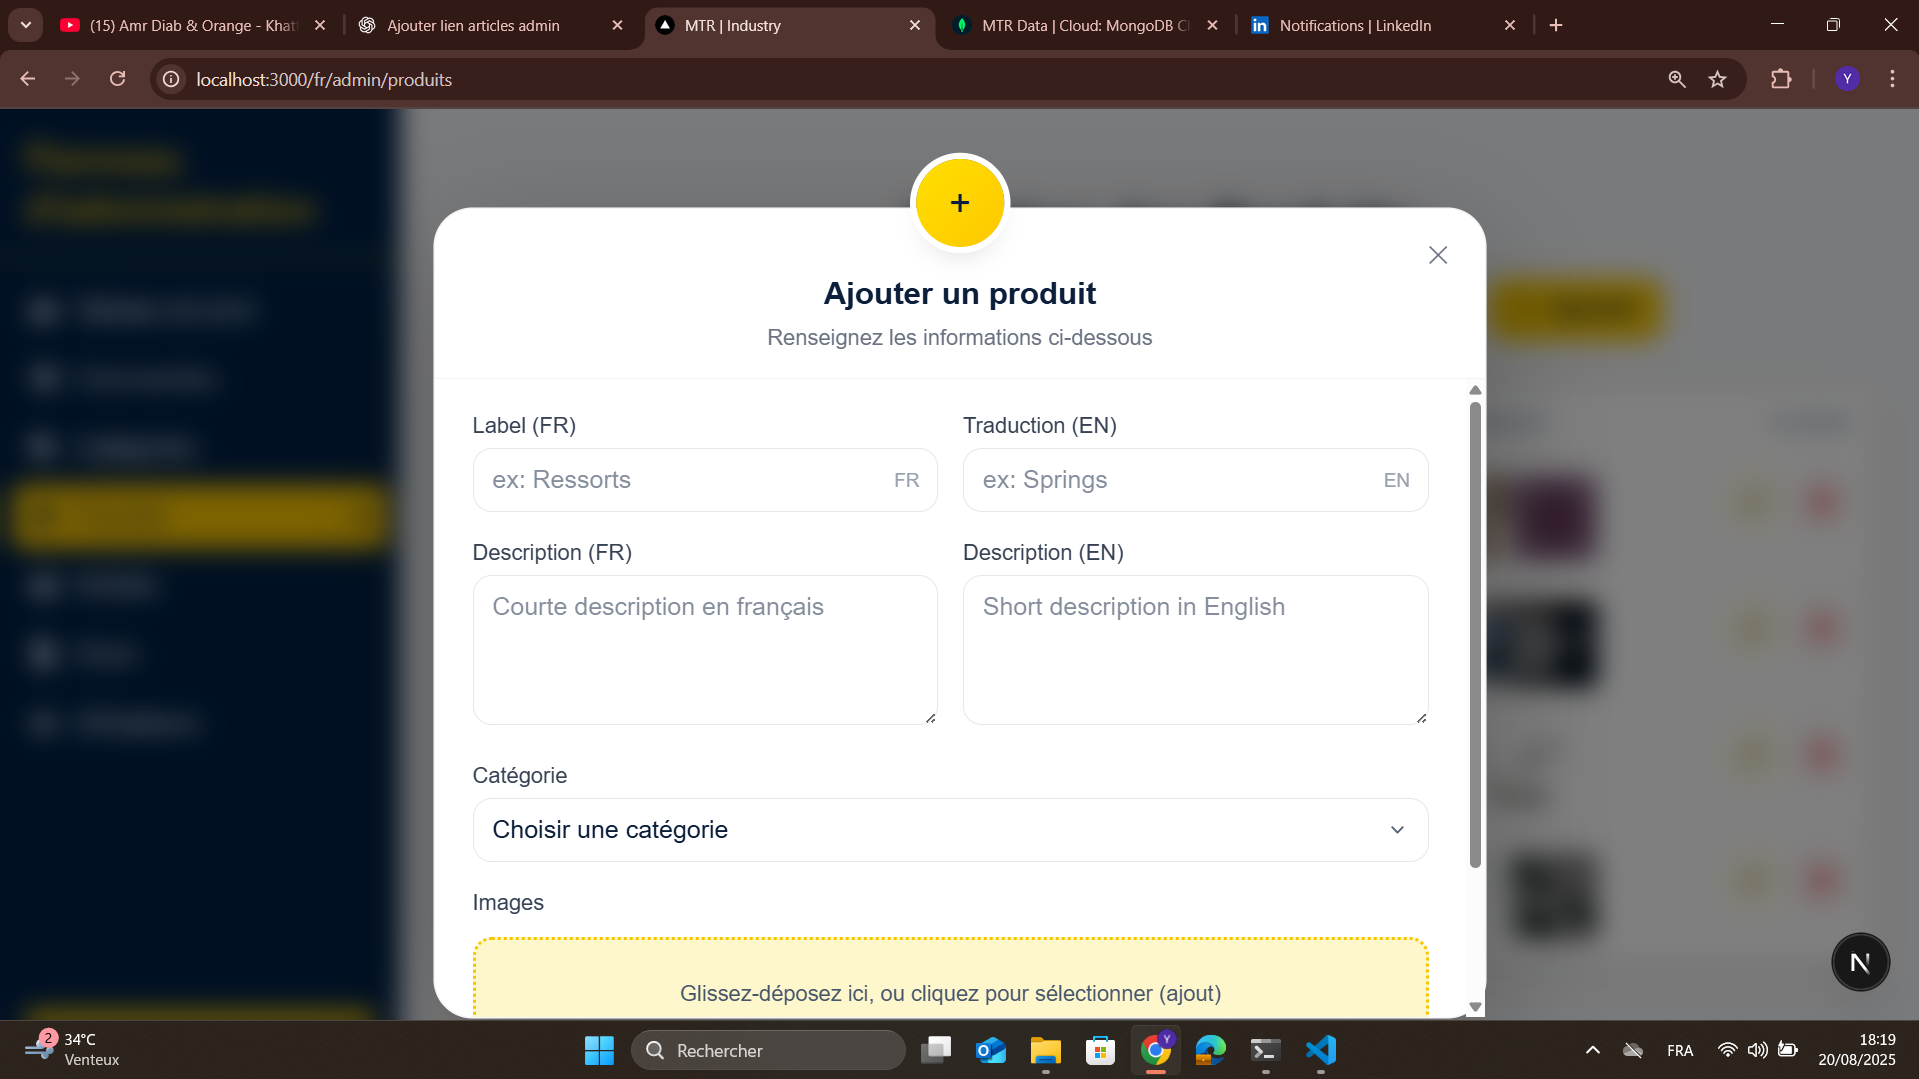 (15) Amr Diab & Orange - Khat
Ajouter lien articles admin
MTR | Industry
MTR Data | Cloud: MongoDB Cl
Notifications | LinkedIn
localhost:3000/fr/admin/produits
Y
+
Ajouter un produit
Renseignez les informations ci-dessous
Label (FR)
Traduction (EN)
ex: Ressorts
FR
ex: Springs
EN
Description (FR)
Description (EN)
Courte description en français
Short description in English
Catégorie
Choisir une catégorie
Images
Glissez-déposez ici, ou cliquez pour sélectionner (ajout)
N
2
34°C
Venteux
Rechercher
Y
FRA
18:19
20/08/2025